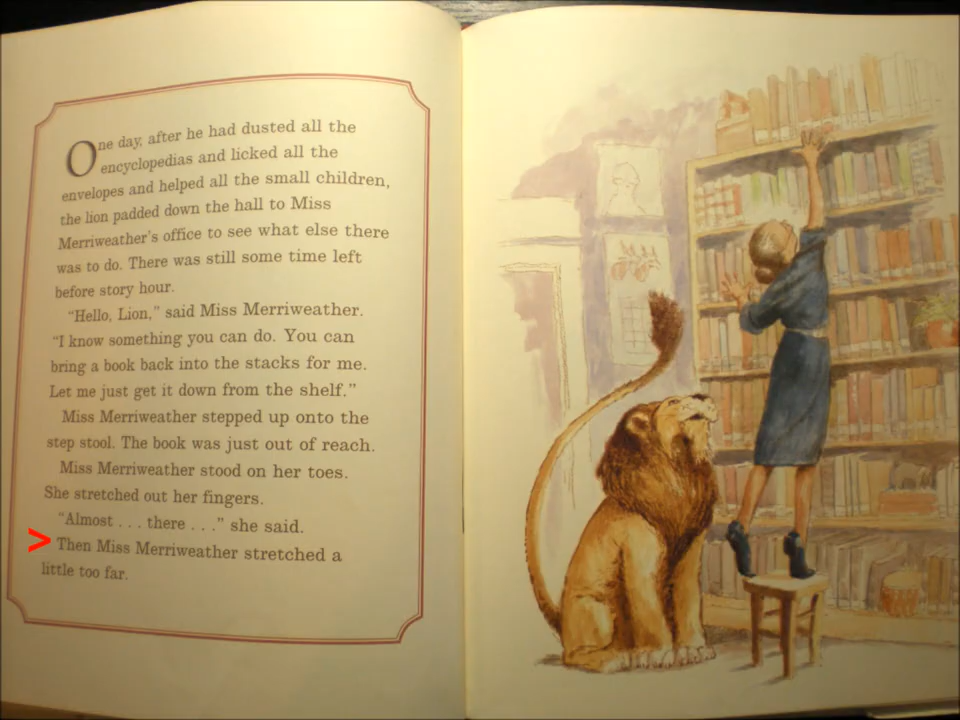 One day, after he had dusted all the
encyclopedias and licked all the
envelopes and helped all the small children,
the lion padded down the hall to Miss
Merriweather's office to see what else there
was to do. There was still some time left
before story hour.
"Hello, Lion," said Miss Merriweather.
"I know something you can do. You can
bring a book back into the stacks for me.
Let me just get it down from the shelf."
Miss Merriweather stepped up onto the
step stool. The book was just out of reach.
Miss Merriweather stood on her toes.
She stretched out her fingers.
"Almost . . . there . . ." she said.
> Then Miss Merriweather stretched a
little too far.